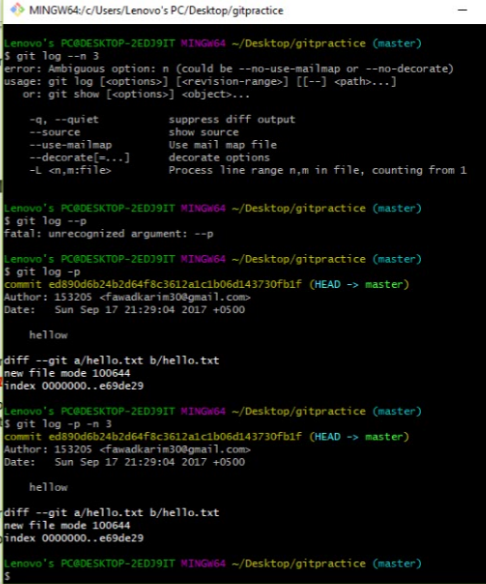 MINGW64:/c/Users/Lenovo's PC/Desktop/gitpractice
Lenovo's PC@DESKTOP-2EDJ9IT MINGW64 ~/Desktop/gitpractice (master)
$ git log --n 3
error: Ambiguous option: n (could be --no-use-mailmap or --no-decorate)
usage: git log [<options>] [<revision-range>] [[--] <path>...]
   or: git show [<options>] <object>...

    -q, --quiet           suppress diff output
    --source              show source
    --use-mailmap         Use mail map file
    --decorate[=...]      decorate options
    -L <n,m:file>         Process line range n,m in file, counting from 1

Lenovo's PC@DESKTOP-2EDJ9IT MINGW64 ~/Desktop/gitpractice (master)
$ git log --p
fatal: unrecognized argument: --p

Lenovo's PC@DESKTOP-2EDJ9IT MINGW64 ~/Desktop/gitpractice (master)
$ git log -p
commit ed890d6b24b2d64f8c3612a1c1b06d143730fb1f (HEAD -> master)
Author: 153205 <fawadkarim30@gmail.com>
Date:   Sun Sep 17 21:29:04 2017 +0500

    hellow

diff --git a/hello.txt b/hello.txt
new file mode 100644
index 0000000..e69de29

Lenovo's PC@DESKTOP-2EDJ9IT MINGW64 ~/Desktop/gitpractice (master)
$ git log -p -n 3
commit ed890d6b24b2d64f8c3612a1c1b06d143730fb1f (HEAD -> master)
Author: 153205 <fawadkarim30@gmail.com>
Date:   Sun Sep 17 21:29:04 2017 +0500

    hellow

diff --git a/hello.txt b/hello.txt
new file mode 100644
index 0000000..e69de29

Lenovo's PC@DESKTOP-2EDJ9IT MINGW64 ~/Desktop/gitpractice (master)
$